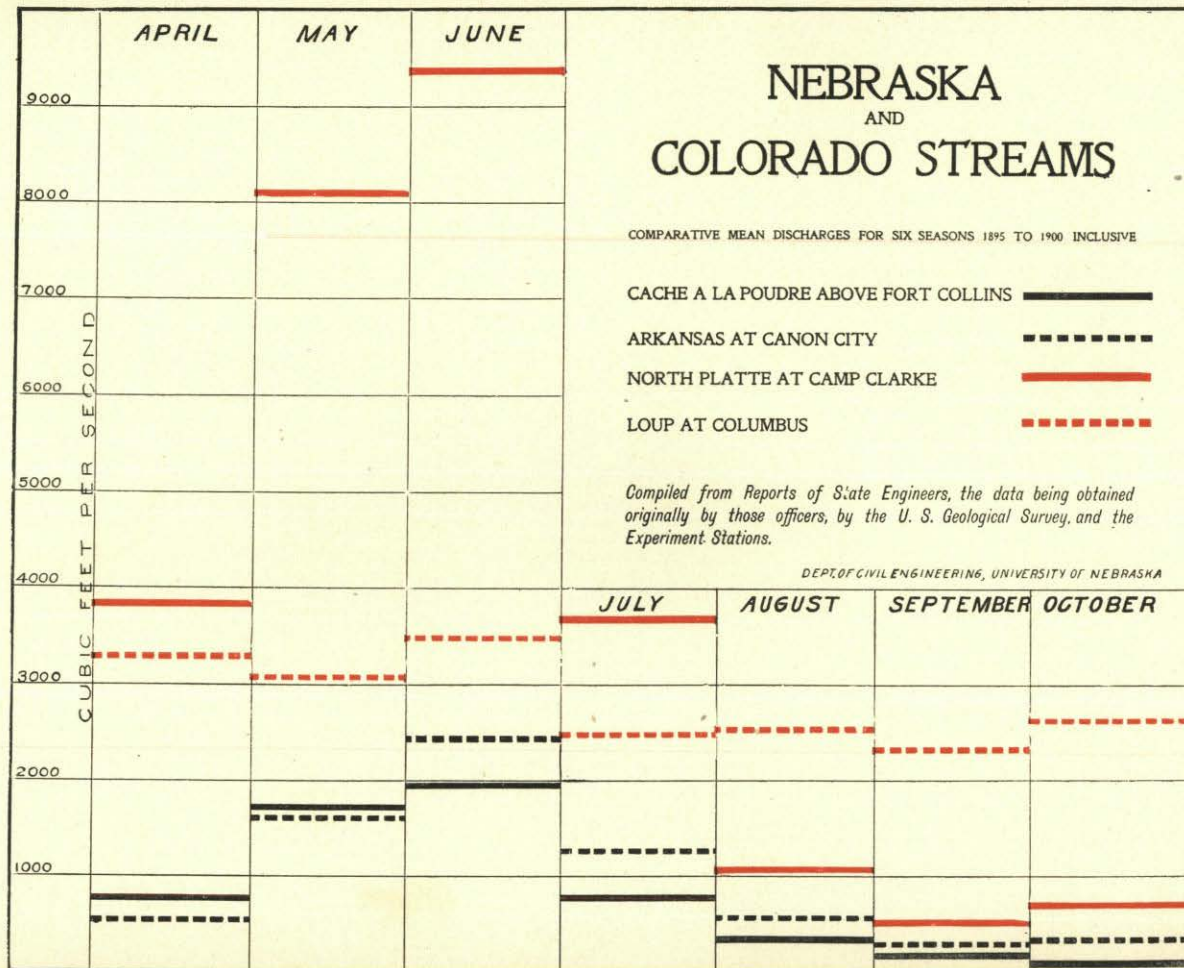 APRIL MAY JUNE
NEBRASKA
AND
COLORADO STREAMS
COMPARATIVE MEAN DISCHARGES FOR SIX SEASONS 1895 TO 1900 INCLUSIVE
CACHE A LA POUDRE ABOVE FORT COLLINS
ARKANSAS AT CANON CITY
NORTH PLATTE AT CAMP CLARKE
LOUP AT COLUMBUS
Compiled from Reports of State Engineers, the data being obtained
originally by those officers, by the U. S. Geological Survey, and the
Experiment Stations.
DEPT. OF CIVIL ENGINEERING, UNIVERSITY OF NEBRASKA
JULY AUGUST SEPTEMBER OCTOBER
9000
8000
7000
6000
5000
4000
3000
2000
1000
CUBIC FEET PER SECOND